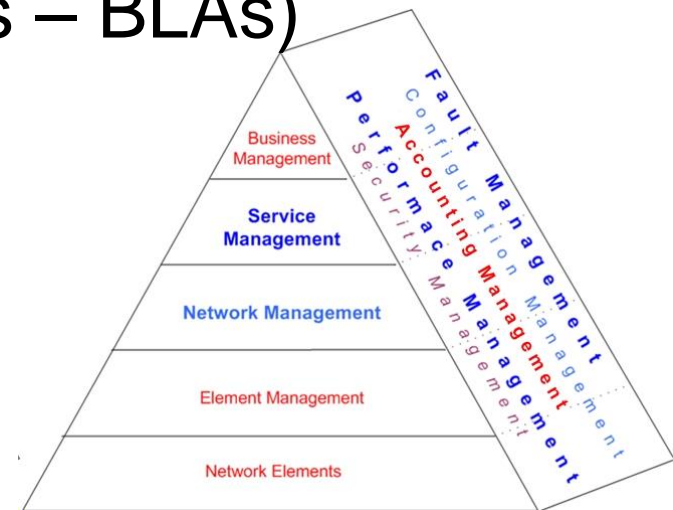 s – BLAs)
Business
Management
Service
Management
Network Management
Element Management
Network Elements
Fault Management
Configuration Management
Accounting Management
Performace Management
Security Management